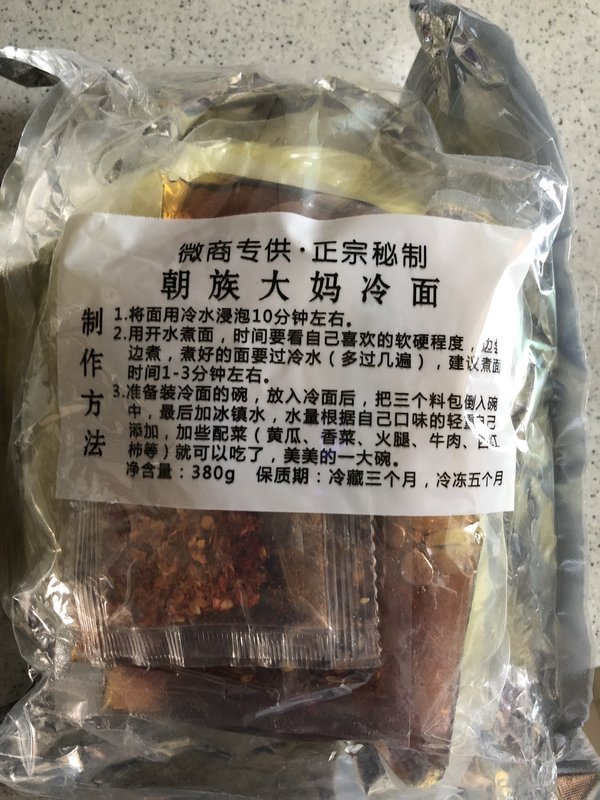 微商专供·正宗秘制
朝族大妈冷面
制作方法
1.将面用冷水浸泡10分钟左右。
2.用开水煮面，时间要看自己喜欢的软硬程度，边尝
边煮，煮好的面要过冷水（多过几遍），建议煮面
时间1-3分钟左右。
3.准备装冷面的碗，放入冷面后，把三个料包倒入碗
中，最后加冰镇水，水量根据自己口味的轻重自己
添加，加些配菜（黄瓜、香菜、火腿、牛肉、西红
柿等）就可以吃了，美美的一大碗。
净含量：380g 保质期：冷藏三个月，冷冻五个月